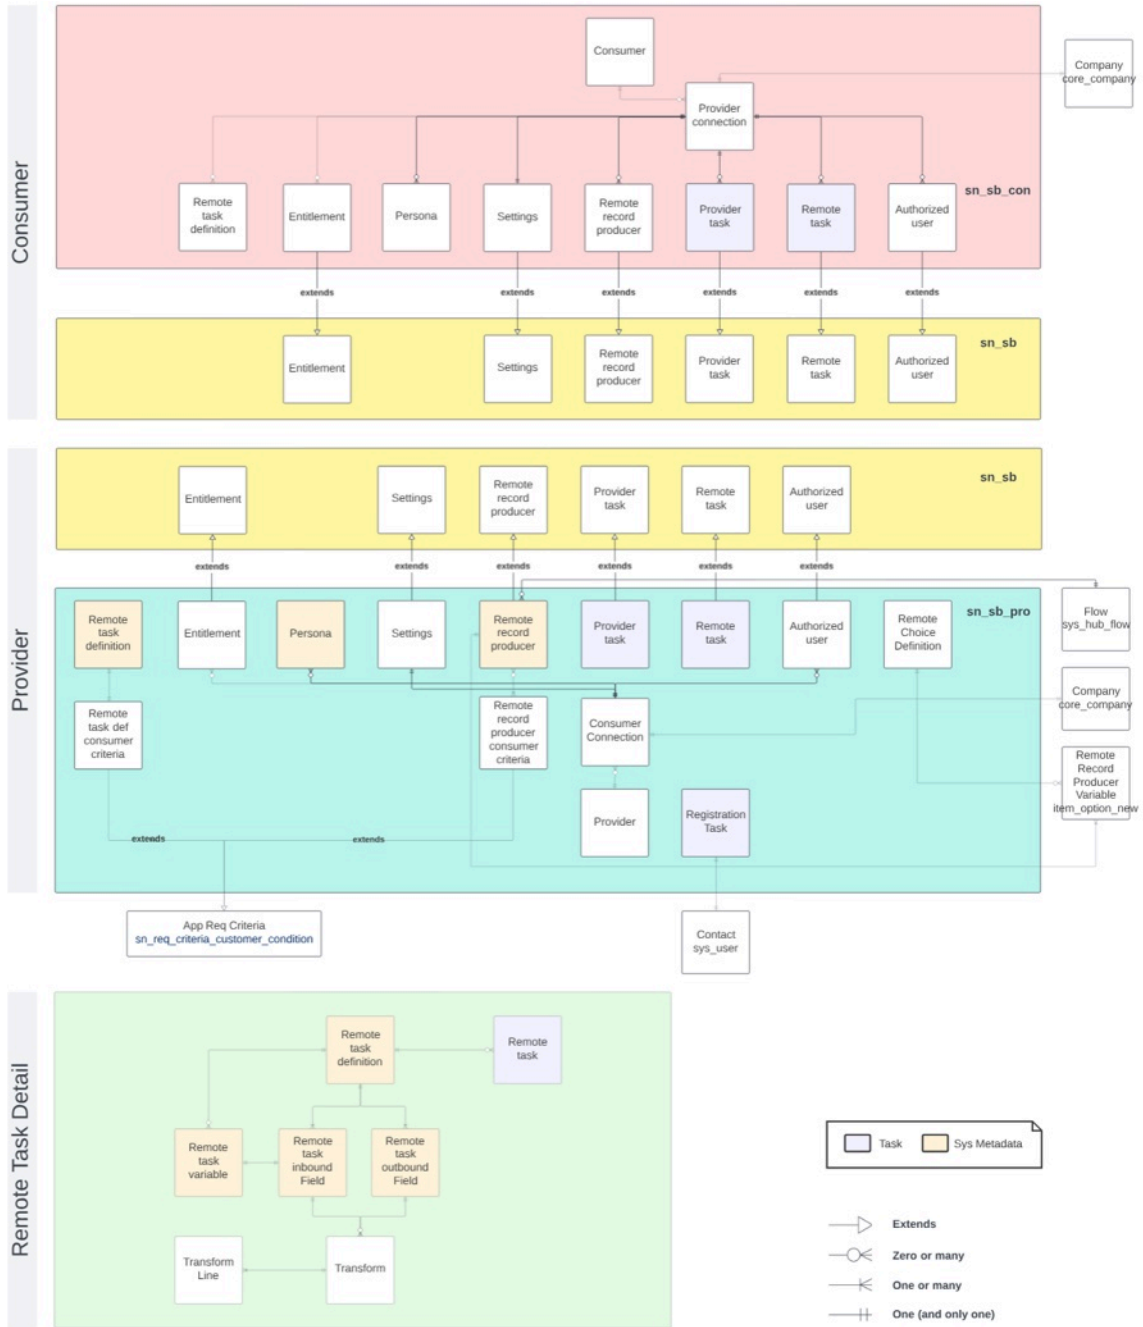 Consumer
Consumer
Company
core_company
Provider
connection
sn_sb_con
Remote
task
definition
Entitlement
Persona
Settings
Remote
record
producer
Provider
task
Remote
task
Authorized
user
extends
extends
extends
extends
extends
extends
sn_sb
Entitlement
Settings
Remote
record
producer
Provider
task
Remote
task
Authorized
user
Provider
sn_sb
Entitlement
Settings
Remote
record
producer
Provider
task
Remote
task
Authorized
user
extends
extends
extends
extends
extends
extends
sn_sb_pro
Remote
task
definition
Entitlement
Persona
Settings
Remote
record
producer
Provider
task
Remote
task
Authorized
user
Remote
Choice
Definition
Flow
sys_hub_flow
Remote
task def
consumer
criteria
Remote
record
producer
consumer
criteria
Consumer
Connection
Company
core_company
Provider
Registration
Task
Remote
Record
Producer
Variable
item_option_new
extends
extends
App Req Criteria
sn_req_criteria_customer_condition
Contact
sys_user
Remote Task Detail
Remote
task
definition
Remote
task
Remote
task
variable
Remote
task
inbound
Field
Remote
task
outbound
Field
Transform
Line
Transform
Task
Sys Metadata
Extends
Zero or many
One or many
One (and only one)